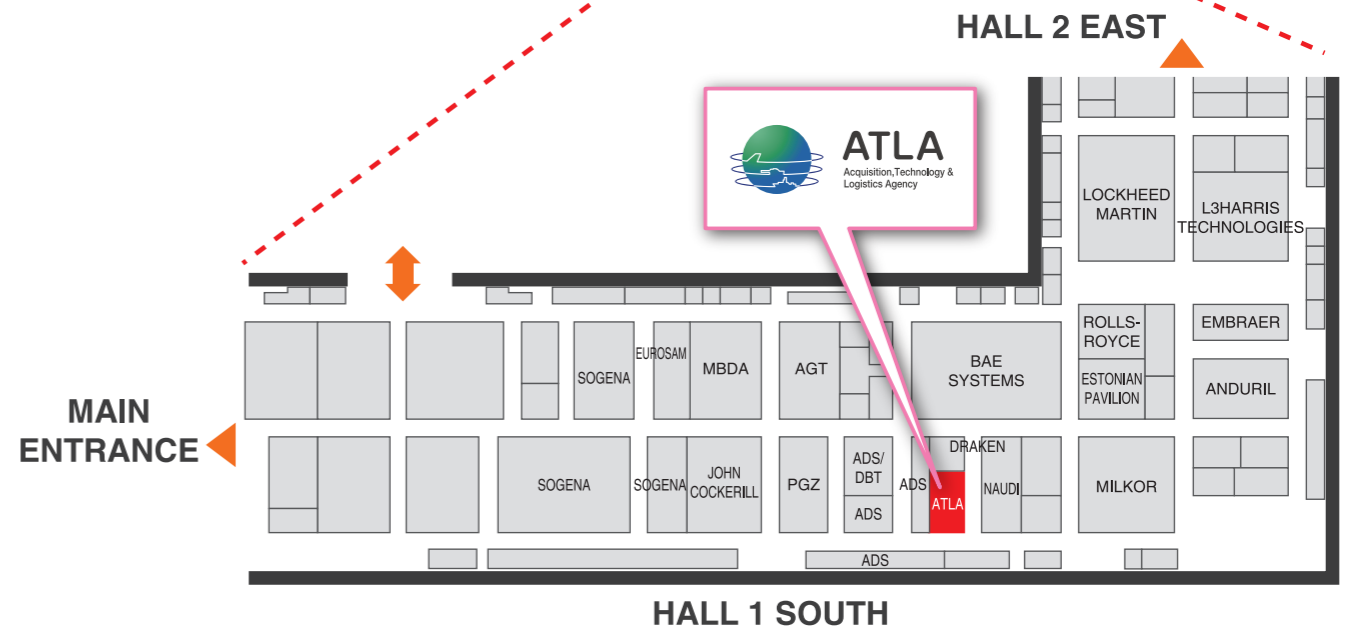 HALL 2 EAST
ATLA
Acquisition,Technology &
Logistics Agency
LOCKHEED
MARTIN
L3HARRIS
TECHNOLOGIES
ROLLS-
ROYCE
EMBRAER
EUROSAM
MBDA
AGT
BAE
SYSTEMS
SOGENA
ESTONIAN
PAVILION
ANDURIL
MAIN
ENTRANCE
DRAKEN
SOGENA
SOGENA
JOHN
COCKERILL
PGZ
ADS/
DBT
ADS
ADS
ATLA
NAUDI
MILKOR
ADS
HALL 1 SOUTH